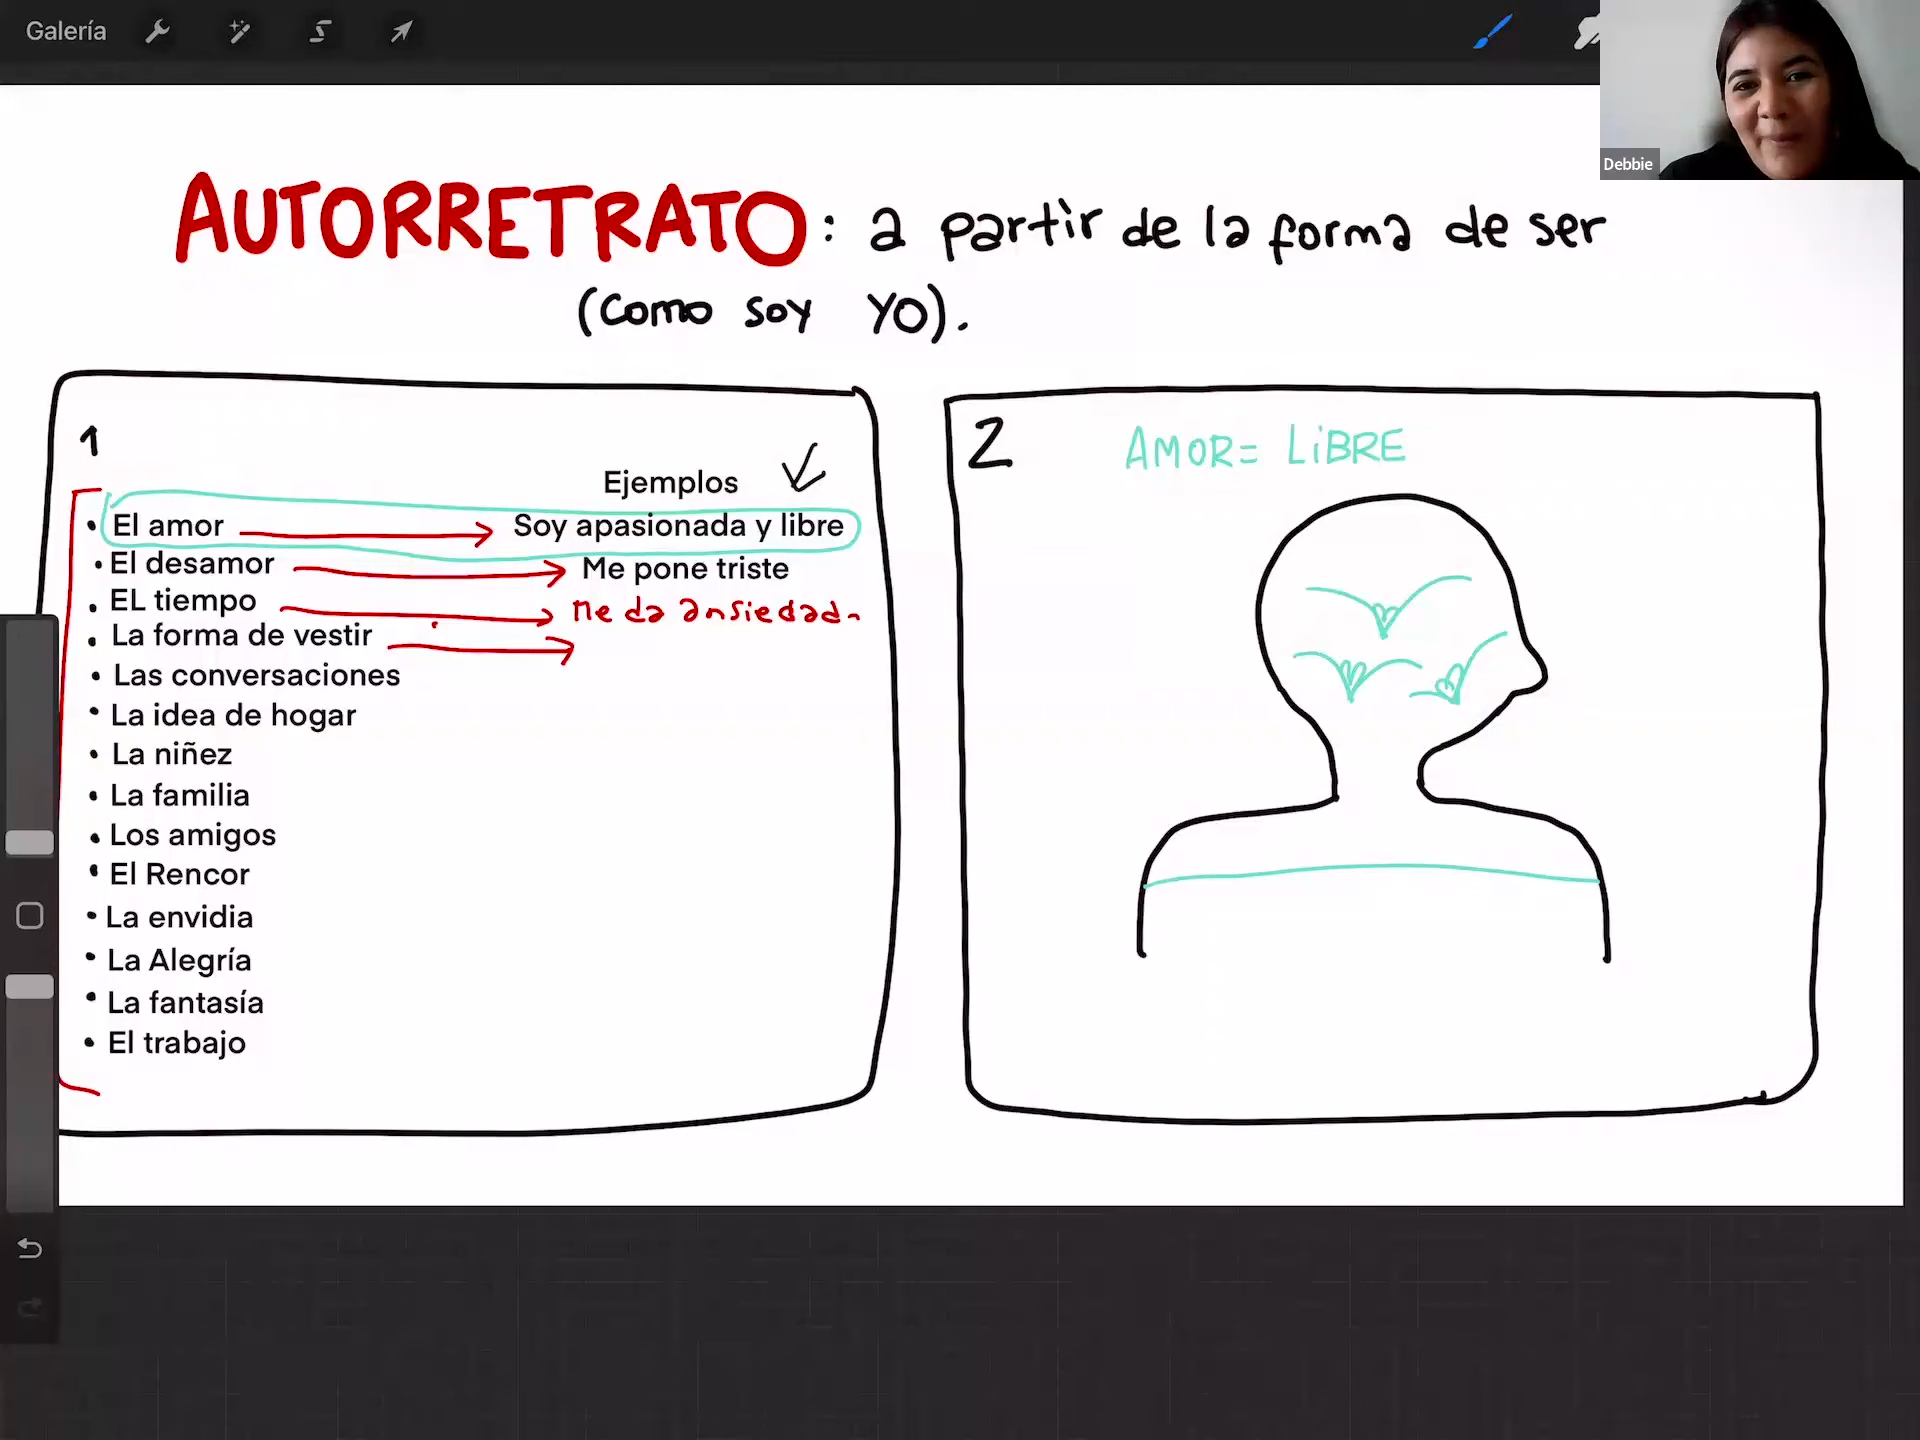 Galería
Debbie
AUTORRETRATO: a partir de la forma de ser
(como soy YO).
1
Ejemplos
• El amor → Soy apasionada y libre
• El desamor → Me pone triste
• EL tiempo → Me da ansiedad
• La forma de vestir →
• Las conversaciones
• La idea de hogar
• La niñez
• La familia
• Los amigos
• El Rencor
• La envidia
• La Alegría
• La fantasía
• El trabajo
2
AMOR = LiBRE